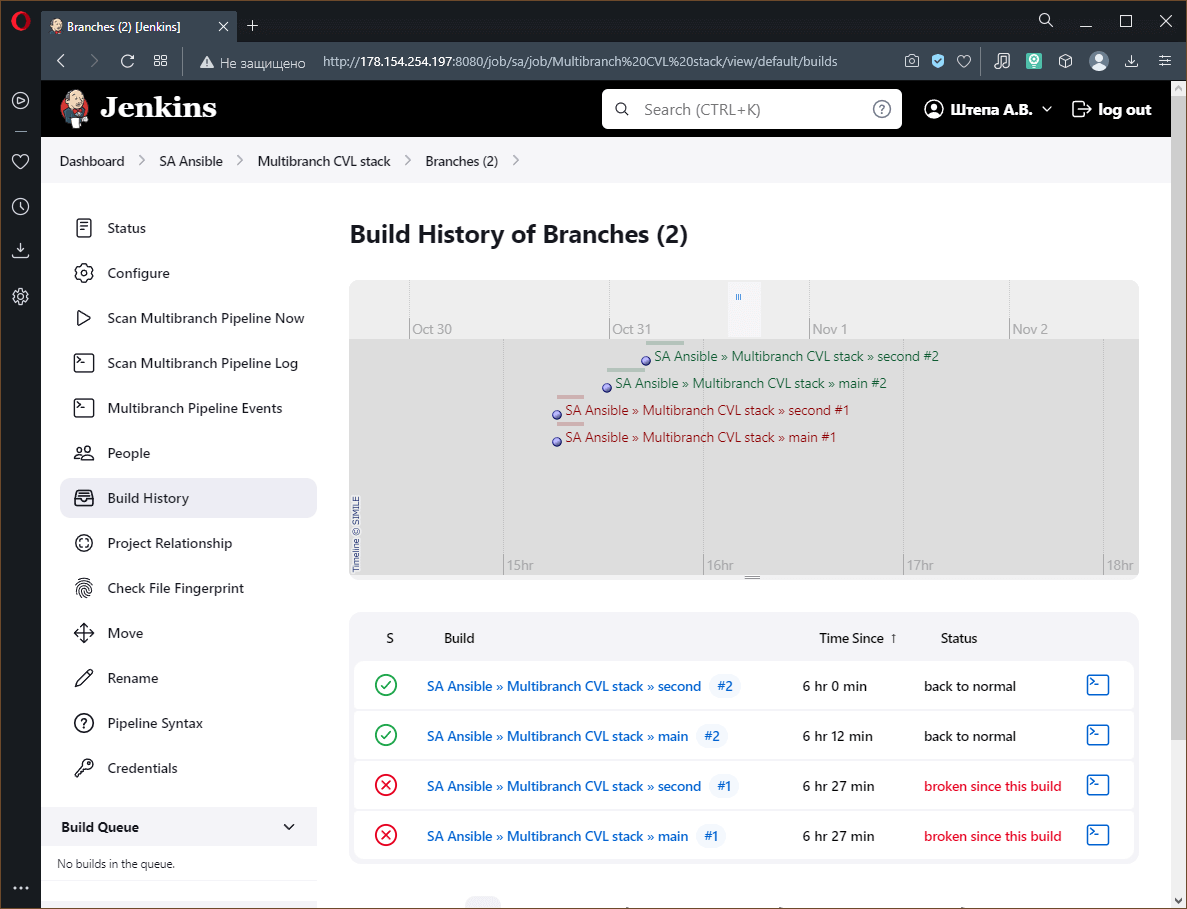 Branches (2) [Jenkins]
Не защищено
http://178.154.254.197:8080/job/sa/job/Multibranch%20CVL%20stack/view/default/builds
Jenkins
Search (CTRL+K)
Штепа А.В.
log out
Dashboard
SA Ansible
Multibranch CVL stack
Branches (2)
Status
Configure
Scan Multibranch Pipeline Now
Scan Multibranch Pipeline Log
Multibranch Pipeline Events
People
Build History
Project Relationship
Check File Fingerprint
Move
Rename
Pipeline Syntax
Credentials
Build Queue
No builds in the queue.
Build History of Branches (2)
Oct 30
Oct 31
Nov 1
Nov 2
SA Ansible » Multibranch CVL stack » second #2
SA Ansible » Multibranch CVL stack » main #2
SA Ansible » Multibranch CVL stack » second #1
SA Ansible » Multibranch CVL stack » main #1
Timeline © SIMILE
15hr
16hr
17hr
18hr
S Build Time Since ↑ Status
SA Ansible » Multibranch CVL stack » second #2 6 hr 0 min back to normal
SA Ansible » Multibranch CVL stack » main #2 6 hr 12 min back to normal
SA Ansible » Multibranch CVL stack » second #1 6 hr 27 min broken since this build
SA Ansible » Multibranch CVL stack » main #1 6 hr 27 min broken since this build